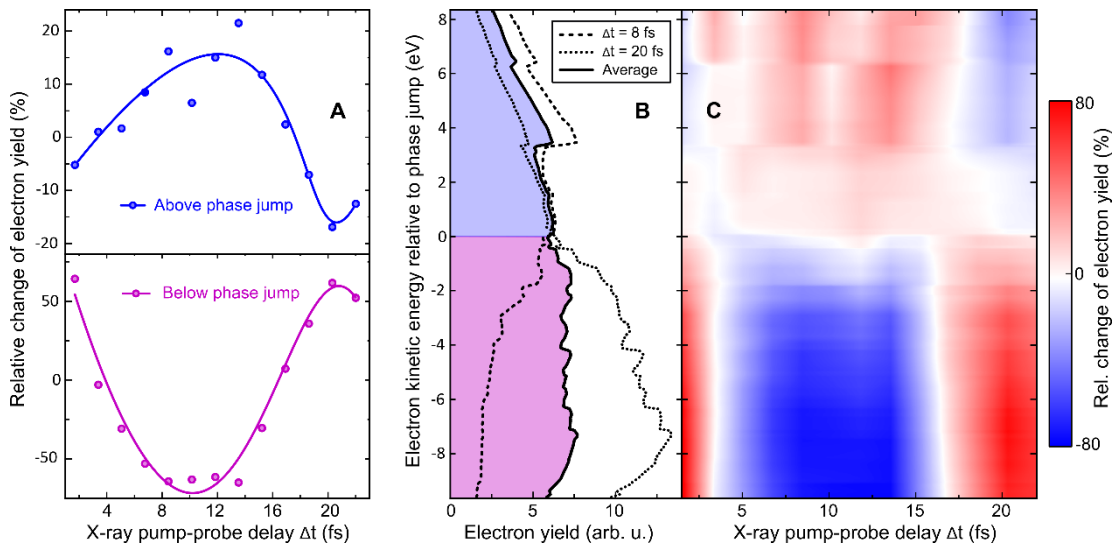 Relative change of electron yield (%)
20
10
0
-10
-20
A
Above phase jump
50
0
-50
Below phase jump
4
8
12
16
20
X-ray pump-probe delay Δt (fs)
Electron kinetic energy relative to phase jump (eV)
8
6
4
2
0
-2
-4
-6
-8
Δt = 8 fs
Δt = 20 fs
Average
B
0
5
10
Electron yield (arb. u.)
C
5
10
15
20
X-ray pump-probe delay Δt (fs)
80
0
-80
Rel. change of electron yield (%)